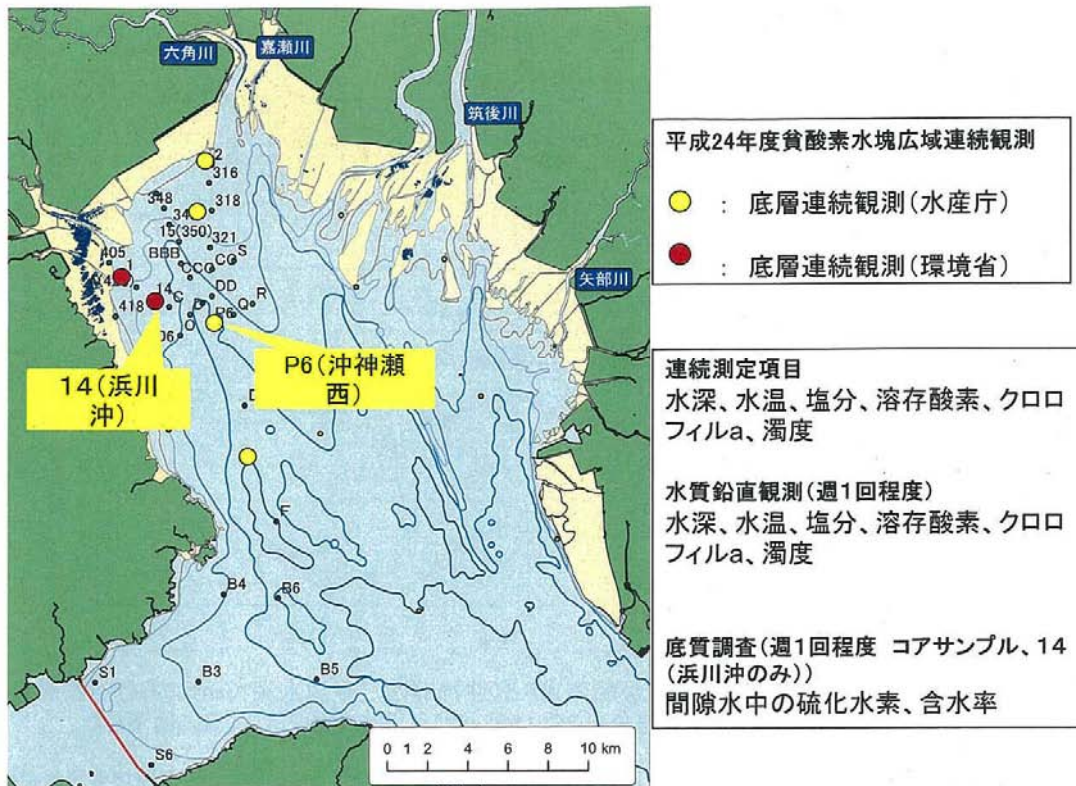 六角川
嘉瀬川
筑後川
矢部川
2
316
348
34
318
15(350)
321
405
1
BBB
CCC
CC
S
418
14
C
DD
D
R
P6
Q
O
06
14(浜川
沖)
P6(沖神瀬
西)
D
F
B4
B6
S1
B3
B5
S6
0 1 2 4 6 8 10 km
平成24年度貧酸素水塊広域連続観測
: 底層連続観測(水産庁)
: 底層連続観測(環境省)
連続測定項目
水深、水温、塩分、溶存酸素、クロロ
フィルa、濁度
水質鉛直観測(週1回程度)
水深、水温、塩分、溶存酸素、クロロ
フィルa、濁度
底質調査(週1回程度 コアサンプル、14
(浜川沖のみ))
間隙水中の硫化水素、含水率